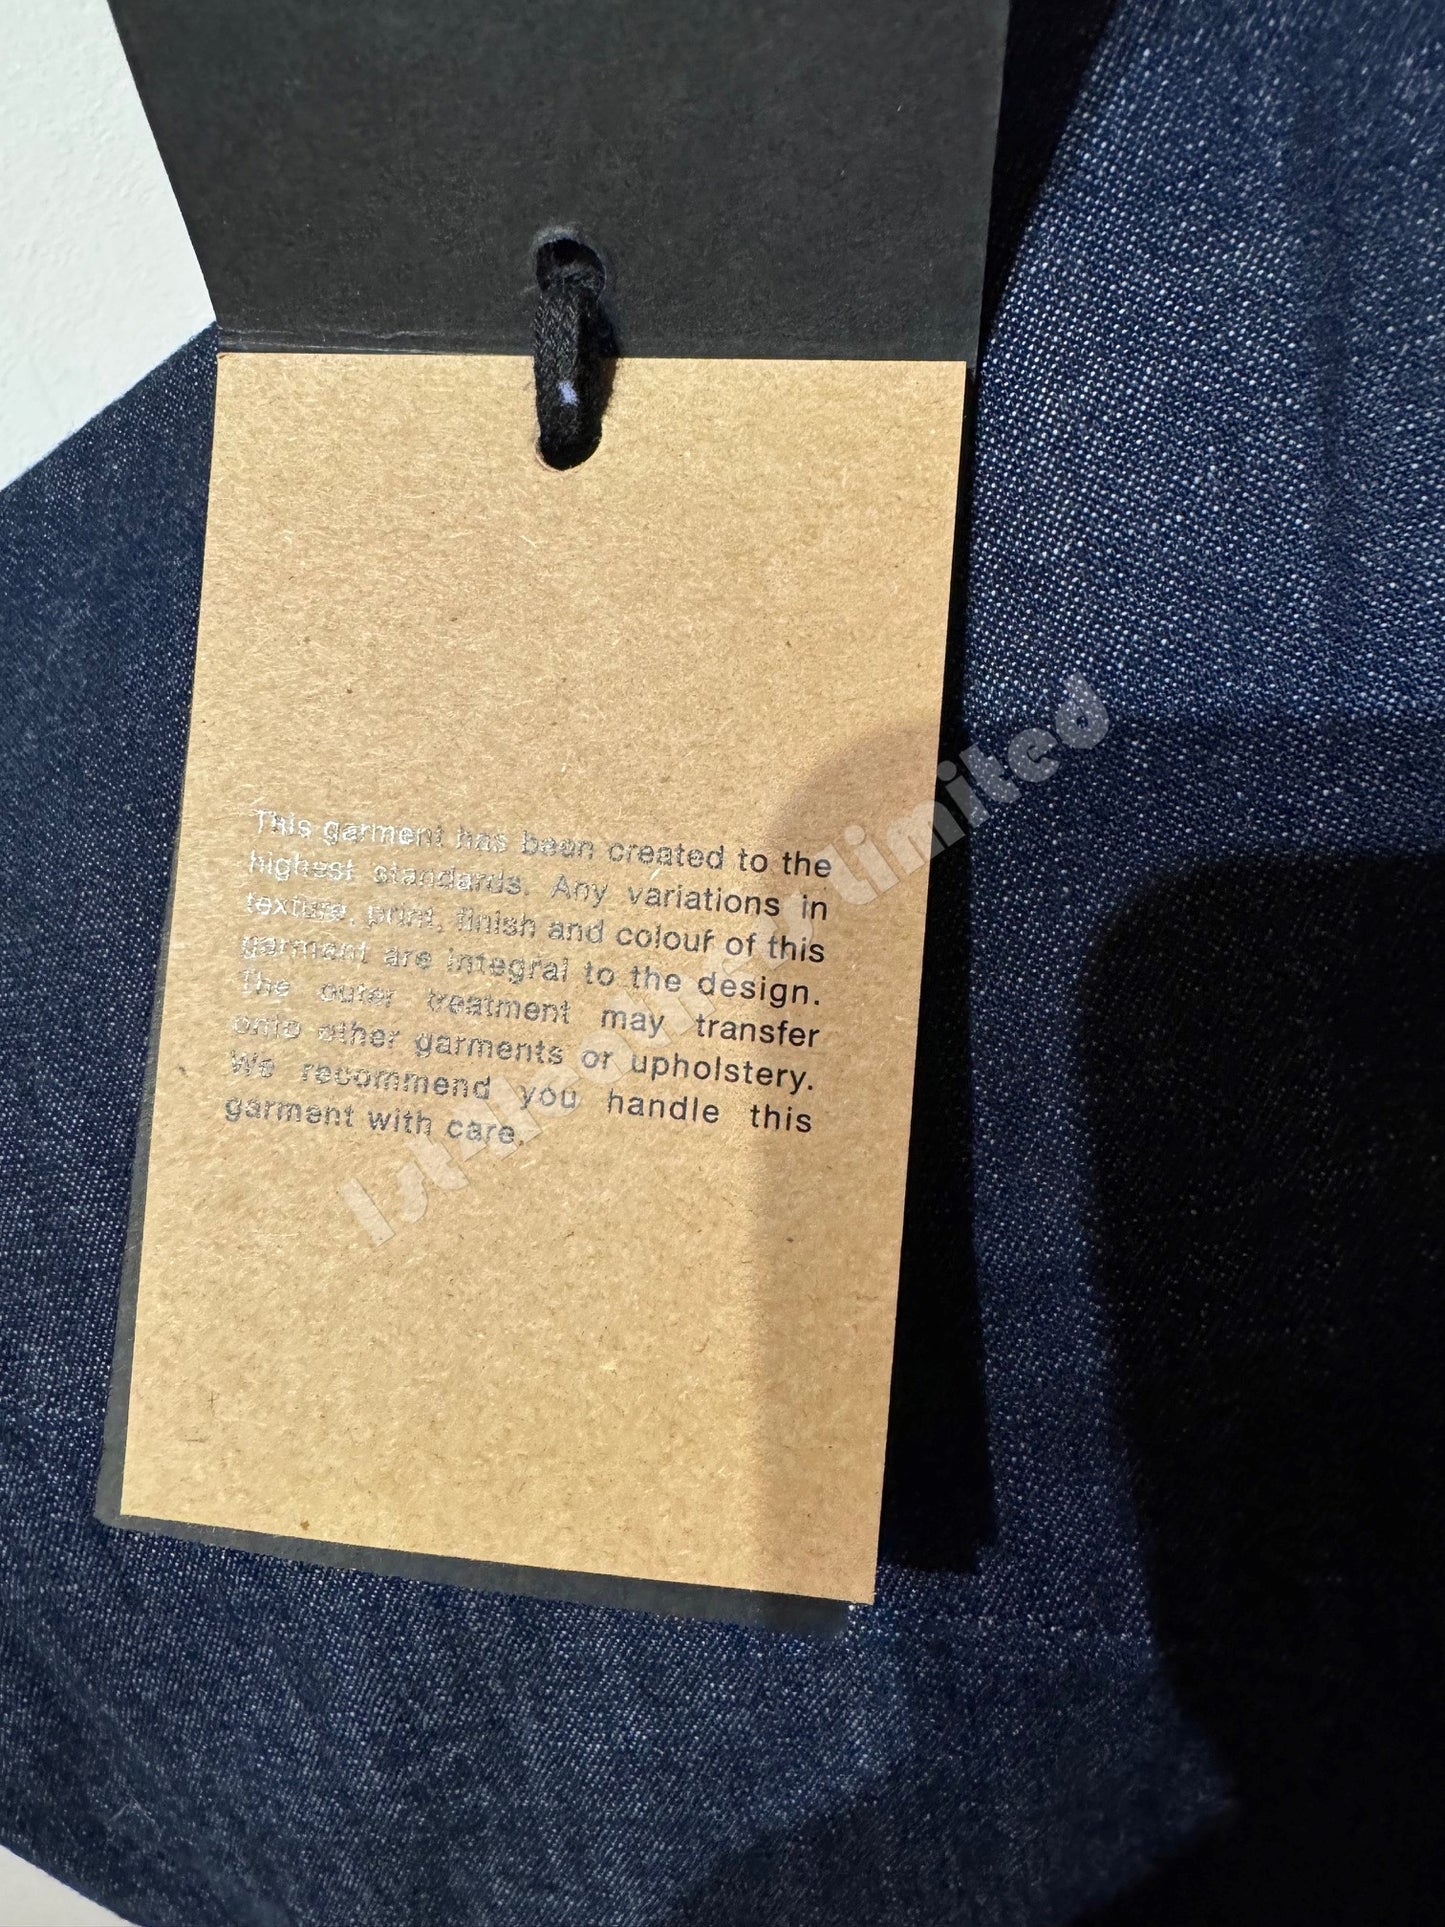 This garment has been created to the
highest standards. Any variations in
texture, print, finish and colour of this
garment are integral to the design.
The outer treatment may transfer
onto other garments or upholstery.
We recommend you handle this
garment with care.
limited